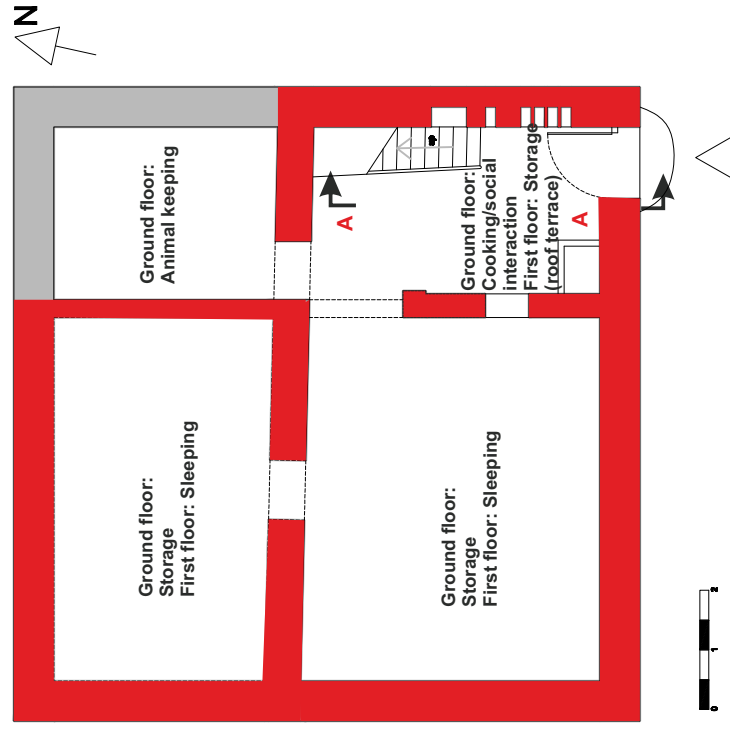 N
Ground floor:
Animal keeping
up
A
Ground floor:
Cooking/social
interaction
First floor: Storage
(roof terrace)
A
Ground floor:
Storage
First floor: Sleeping
Ground floor:
Storage
First floor: Sleeping
0 1 2